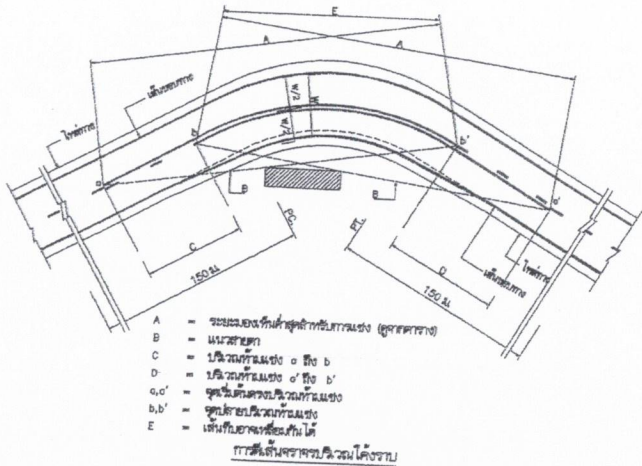 E
A
A
เส้นขอบทาง
ไหล่ทาง
W/2
W
W/2
b
b'
a
a'
B
B
P.C.
P.T.
C
D
150 ม.
150 ม.
เส้นขอบทาง
ไหล่ทาง
A = ระยะมองเห็นต่ำสุดสำหรับการแซง (ดูจากตาราง)
B = แนวสายตา
C = บริเวณห้ามแซง a ถึง b
D = บริเวณห้ามแซง a' ถึง b'
a,a' = จุดเริ่มต้นตรงบริเวณห้ามแซง
b,b' = จุดปลายบริเวณห้ามแซง
E = เส้นทึบอาจเหลื่อมกันได้
การตีเส้นจราจรบริเวณโค้งราบ